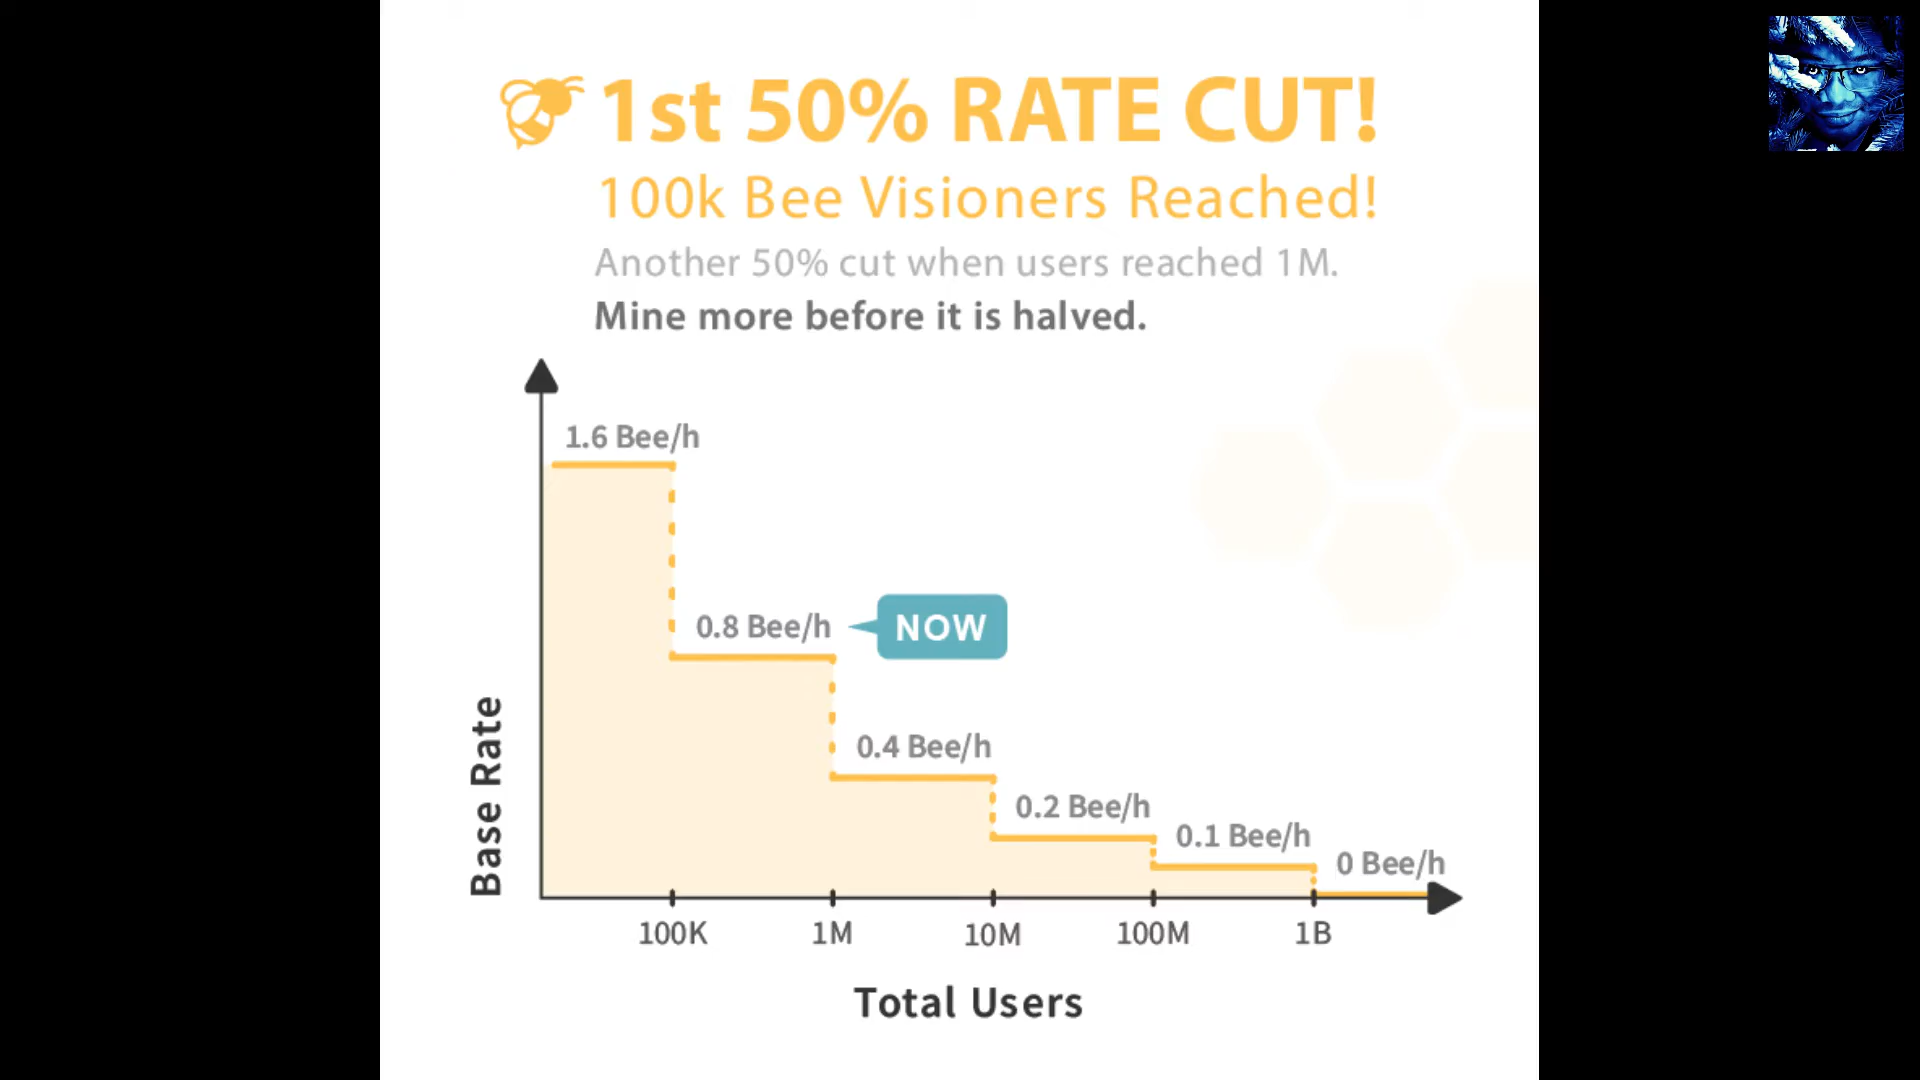 1st 50% RATE CUT!
100k Bee Visioners Reached!
Another 50% cut when users reached 1M.
Mine more before it is halved.
1.6 Bee/h
0.8 Bee/h
NOW
0.4 Bee/h
0.2 Bee/h
0.1 Bee/h
0 Bee/h
Base Rate
100K
1M
10M
100M
1B
Total Users